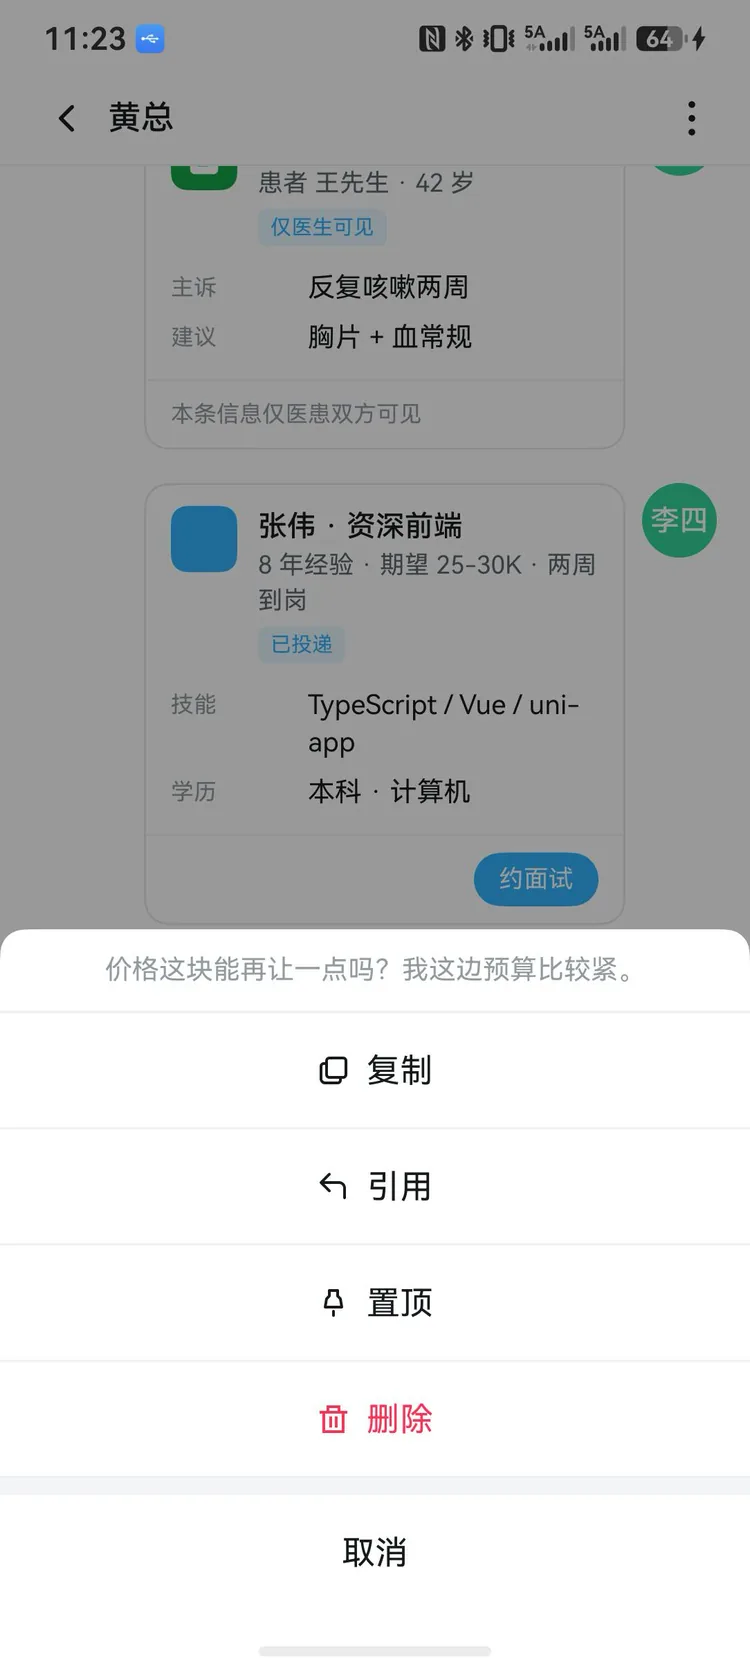 11:23
5A
5A
64
黄总
患者 王先生 · 42 岁
仅医生可见
主诉 反复咳嗽两周
建议 胸片 + 血常规
本条信息仅医患双方可见
张伟 · 资深前端
李四
8 年经验 · 期望 25-30K · 两周
到岗
已投递
技能 TypeScript / Vue / uni-
app
学历 本科 · 计算机
约面试
价格这块能再让一点吗？我这边预算比较紧。
复制
引用
置顶
删除
取消